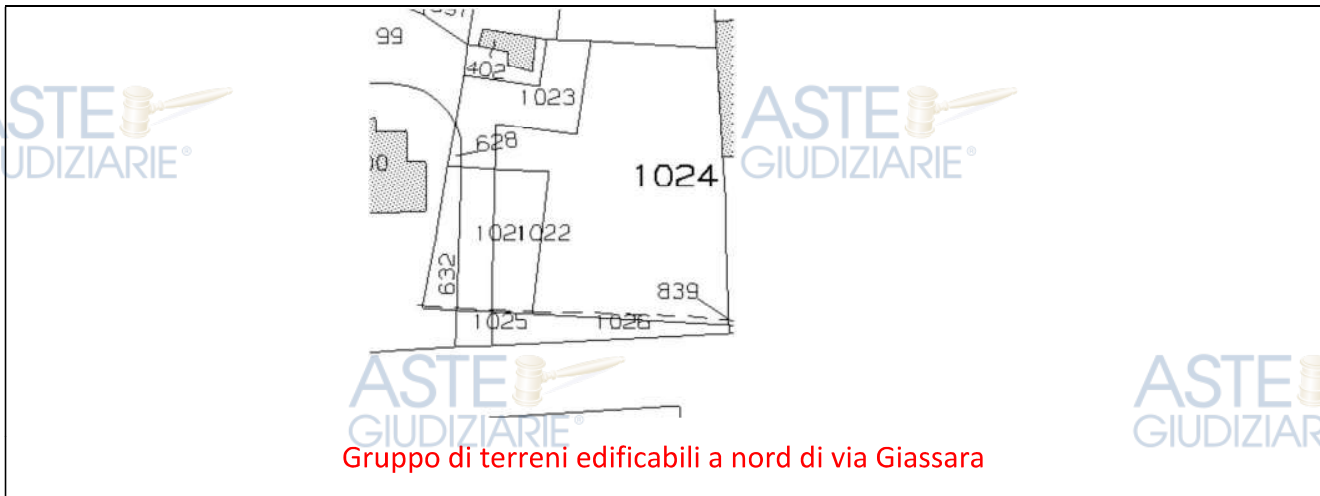 99
402
1023
628
ASTE
GIUDIZIARIE®
1024
ASTE
GIUDIZIARIE®
1021
1022
632
839
1025
1026
ASTE
GIUDIZIARIE®
Gruppo di terreni edificabili a nord di via Giassara